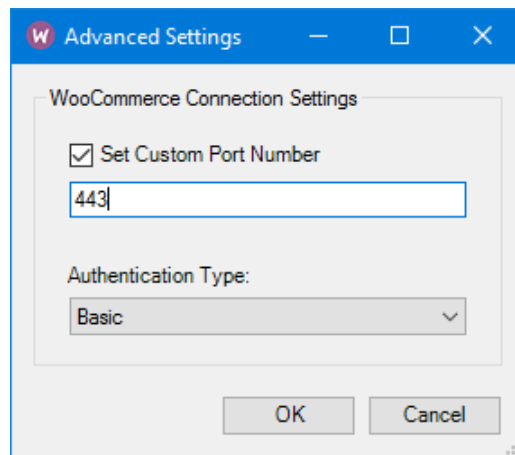 W Advanced Settings
WooCommerce Connection Settings
Set Custom Port Number
443
Authentication Type:
Basic
OK Cancel